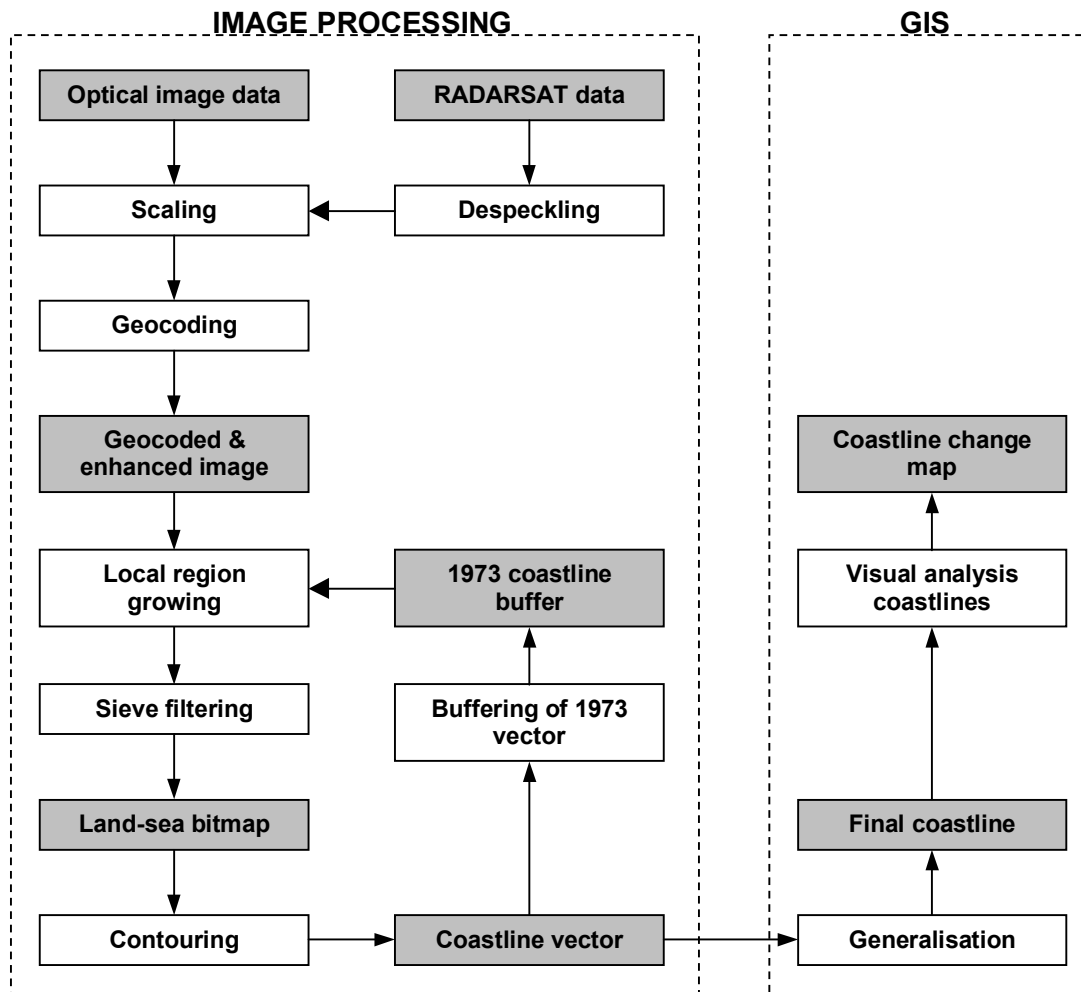 IMAGE PROCESSING
GIS
Optical image data
RADARSAT data
Scaling
Despeckling
Geocoding
Geocoded &
enhanced image
Coastline change
map
Local region
growing
1973 coastline
buffer
Visual analysis
coastlines
Sieve filtering
Buffering of 1973
vector
Land-sea bitmap
Final coastline
Contouring
Coastline vector
Generalisation